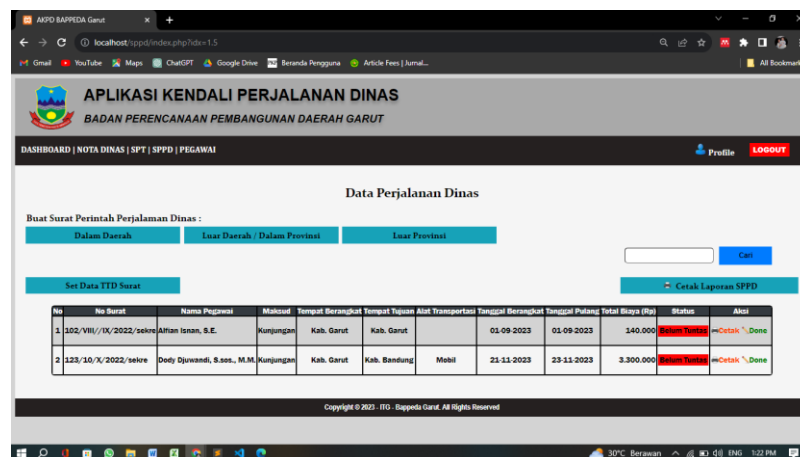 AKPD BAPPEDA Garut
localhost/sppd/index.php?idx=1.5
Gmail YouTube Maps ChatGPT Google Drive Beranda Pengguna Article Fees | Jurnal... All Bookmark
APLIKASI KENDALI PERJALANAN DINAS
BADAN PERENCANAAN PEMBANGUNAN DAERAH GARUT
DASHBOARD | NOTA DINAS | SPT | SPPD | PEGAWAI Profile LOGOUT
Data Perjalanan Dinas
Buat Surat Perintah Perjalaman Dinas :
Dalam Daerah Luar Daerah / Dalam Provinsi Luar Provinsi
Cari
Set Data TTD Surat Cetak Laporan SPPD
No No Surat Nama Pegawai Maksud Tempat Berangkat Tempat Tujuan Alat Transportasi Tanggal Berangkat Tanggal Pulang Total Biaya (Rp) Status Aksi
1 102/VIII//IX/2022/sekre Alfian Isnan, S.E. Kunjungan Kab. Garut Kab. Garut 01-09-2023 01-09-2023 140.000 Belum Tuntas Cetak Done
2 123/10/X/2022/sekre Dody Djuwandi, S.sos., M.M. Kunjungan Kab. Garut Kab. Bandung Mobil 21-11-2023 23-11-2023 3.300.000 Belum Tuntas Cetak Done
Copyright © 2023 - ITG - Bappeda Garut. All Rights Reserved
30°C Berawan ENG 1:22 PM